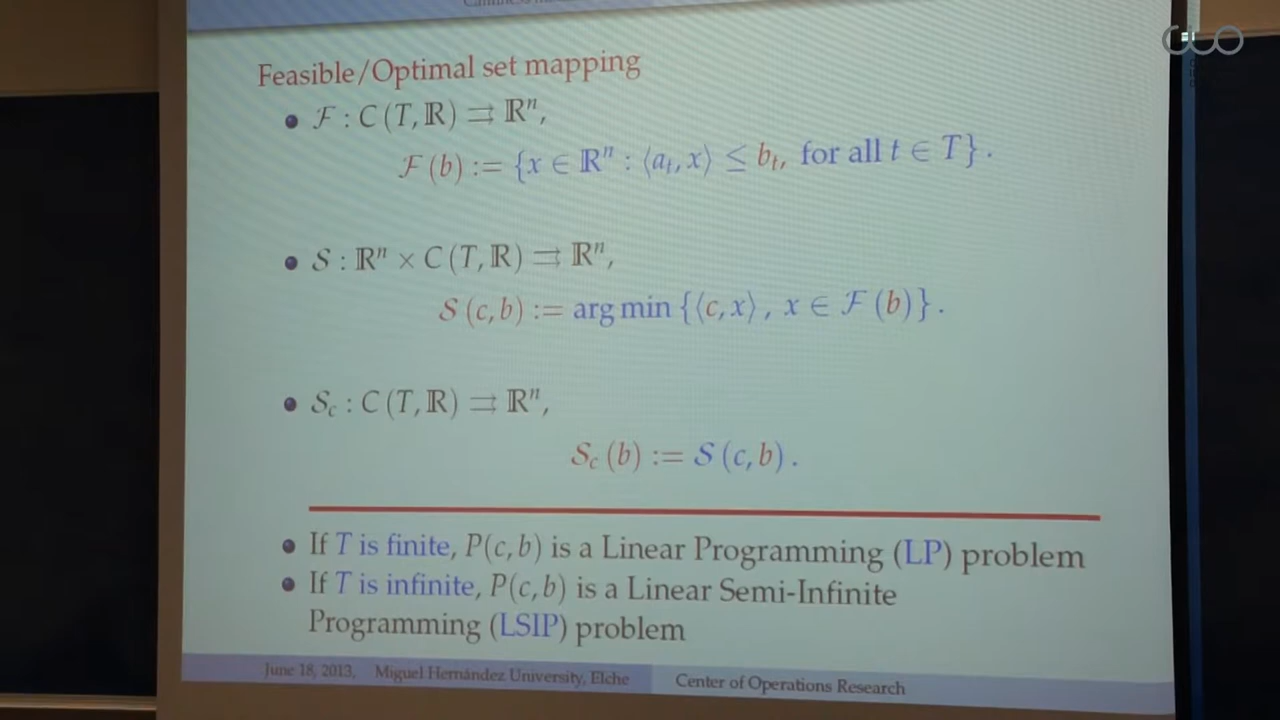 Feasible/Optimal set mapping
• ℱ : C (T, ℝ) ⇉ ℝⁿ,
ℱ (b) := {x ∈ ℝⁿ : ⟨aₜ, x⟩ ≤ bₜ, for all t ∈ T} .
• 𝒮 : ℝⁿ × C (T, ℝ) ⇉ ℝⁿ,
𝒮 (c, b) := arg min {⟨c, x⟩ , x ∈ ℱ (b)} .
• 𝒮_c : C (T, ℝ) ⇉ ℝⁿ,
𝒮_c (b) := 𝒮 (c, b) .
• If T is finite, P(c, b) is a Linear Programming (LP) problem
• If T is infinite, P(c, b) is a Linear Semi-Infinite
Programming (LSIP) problem
June 18, 2013, Miguel Hernández University, Elche Center of Operations Research